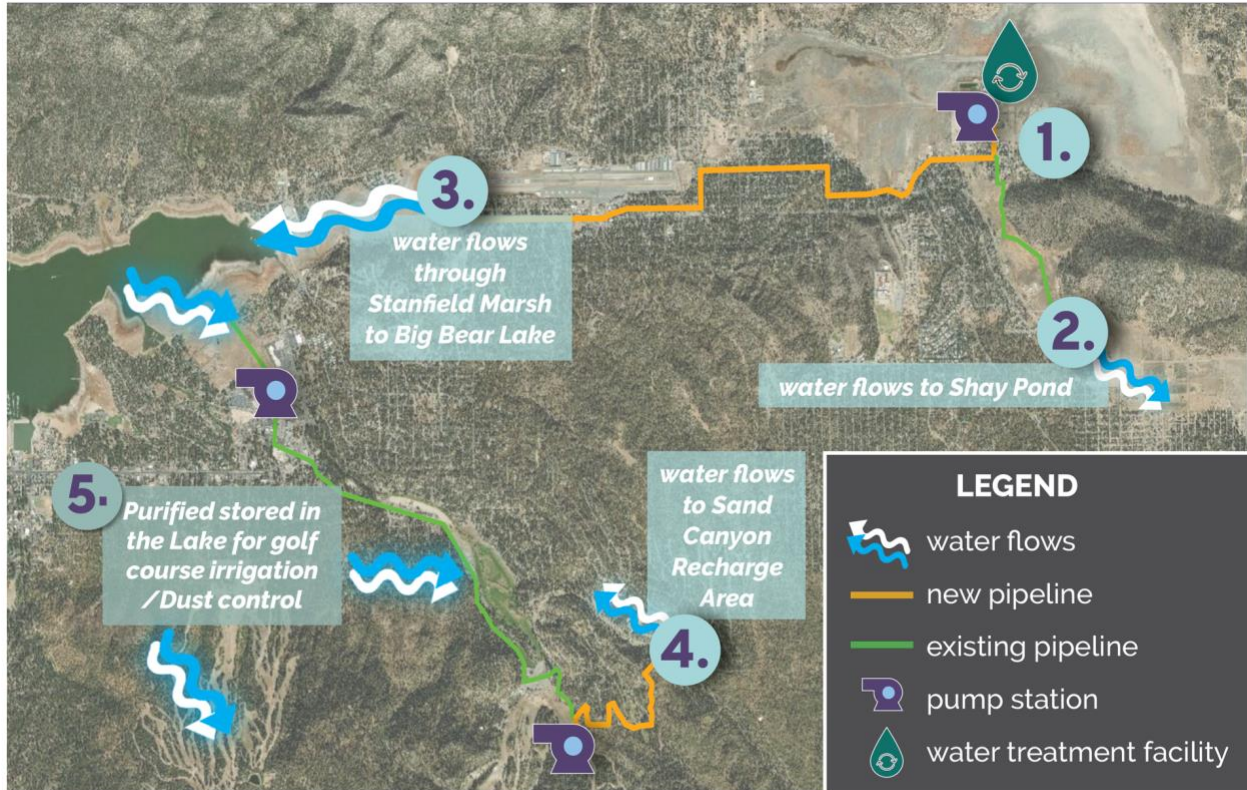 1.
2.
water flows to Shay Pond
3.
water flows
through
Stanfield Marsh
to Big Bear Lake
water flows
to Sand
Canyon
Recharge
Area
4.
5.
Purified stored in
the Lake for golf
course irrigation
/Dust control
LEGEND
water flows
new pipeline
existing pipeline
pump station
water treatment facility